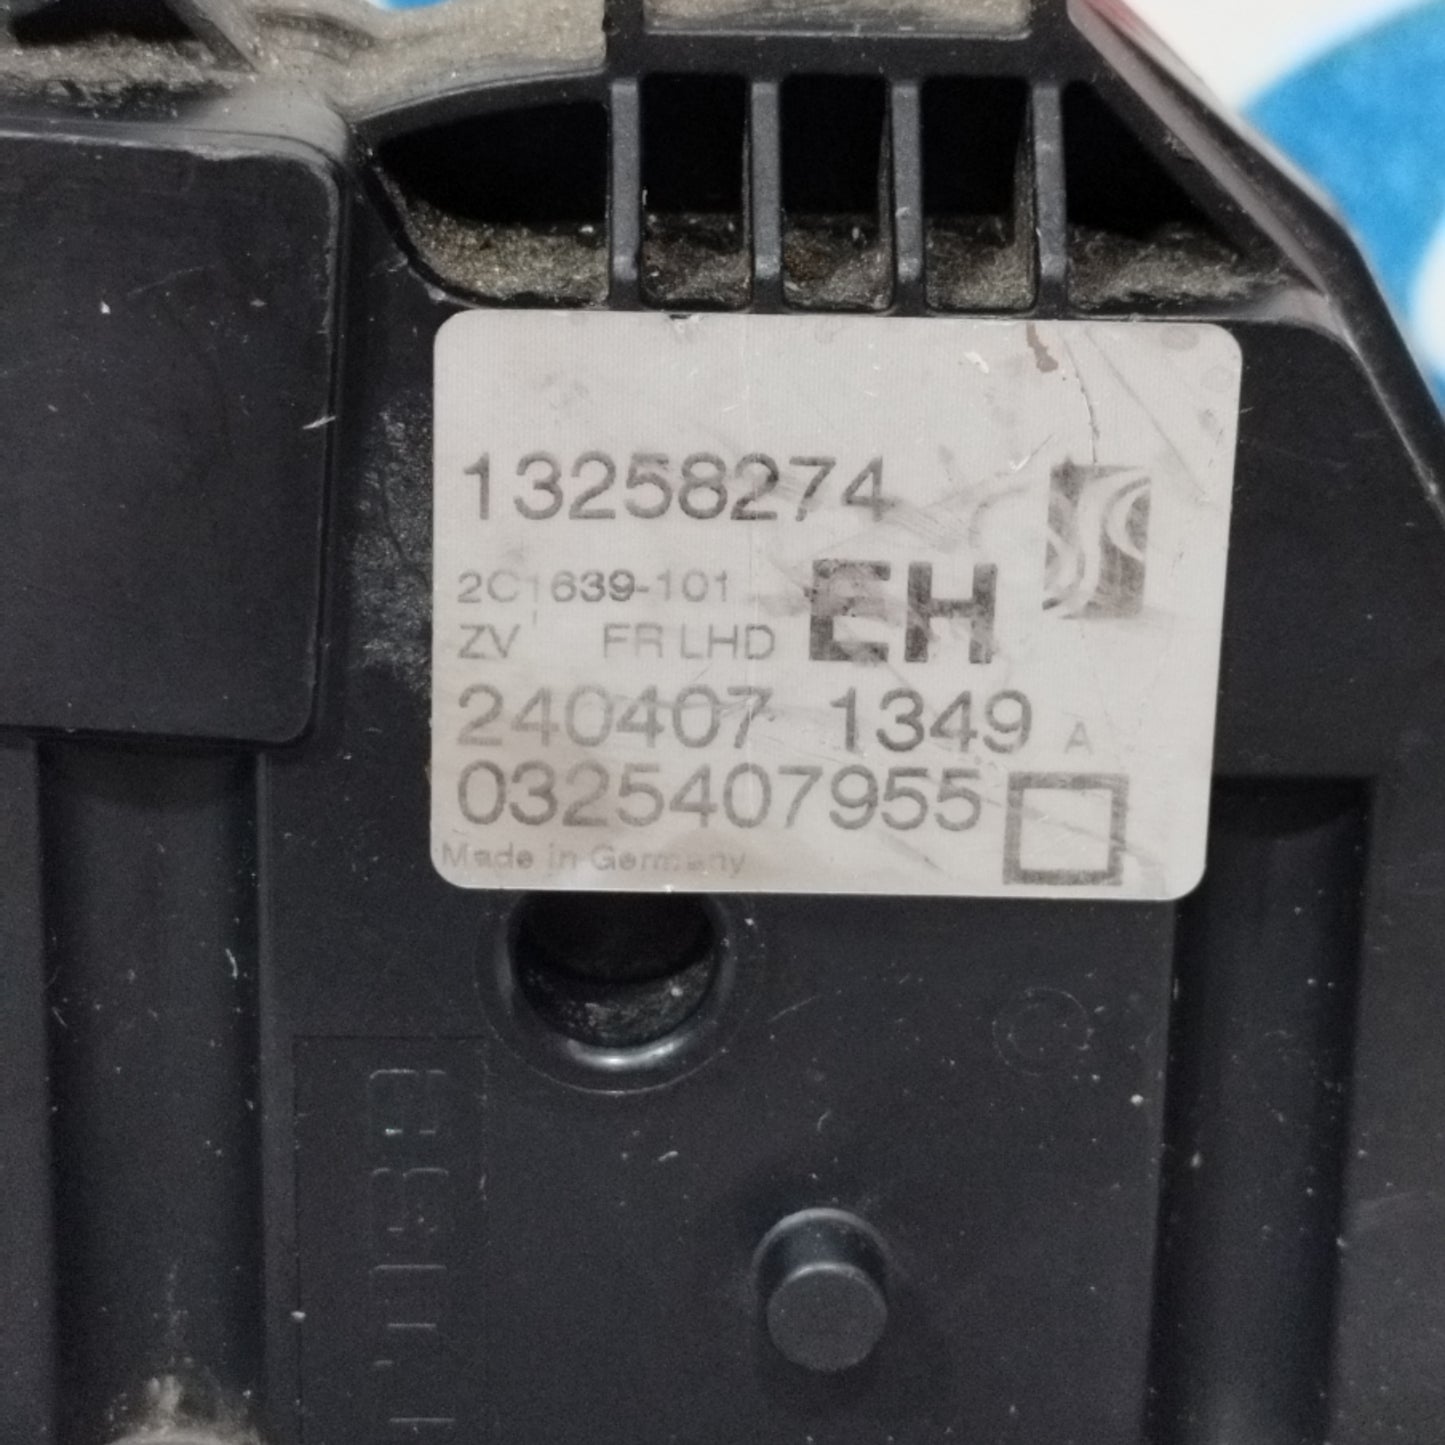 13258274
2C1639-101
EH
ZV FR LHD
240407 1349 A
0325407955
Made in Germany